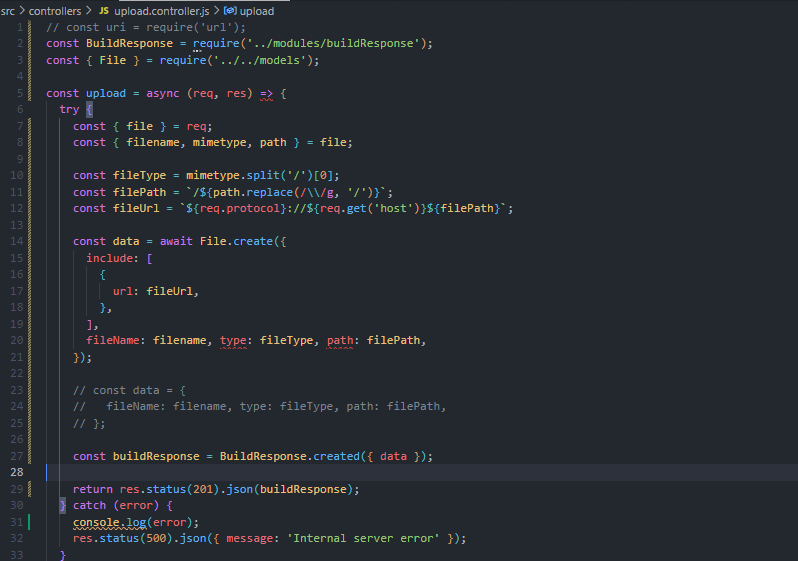 src > controllers > JS upload.controller.js > upload
1 // const uri = require('url');
2 const BuildResponse = require('../modules/buildResponse');
3 const { File } = require('../../models');
4
5 const upload = async (req, res) => {
6   try {
7     const { file } = req;
8     const { filename, mimetype, path } = file;
9
10     const fileType = mimetype.split('/')[0];
11     const filePath = `/${path.replace(/\\/g, '/')}`;
12     const fileUrl = `${req.protocol}://${req.get('host')}${filePath}`;
13
14     const data = await File.create({
15       include: [
16         {
17           url: fileUrl,
18         },
19       ],
20       fileName: filename, type: fileType, path: filePath,
21     });
22
23     // const data = {
24     //   fileName: filename, type: fileType, path: filePath,
25     // };
26
27     const buildResponse = BuildResponse.created({ data });
28
29     return res.status(201).json(buildResponse);
30   } catch (error) {
31     console.log(error);
32     res.status(500).json({ message: 'Internal server error' });
33   }